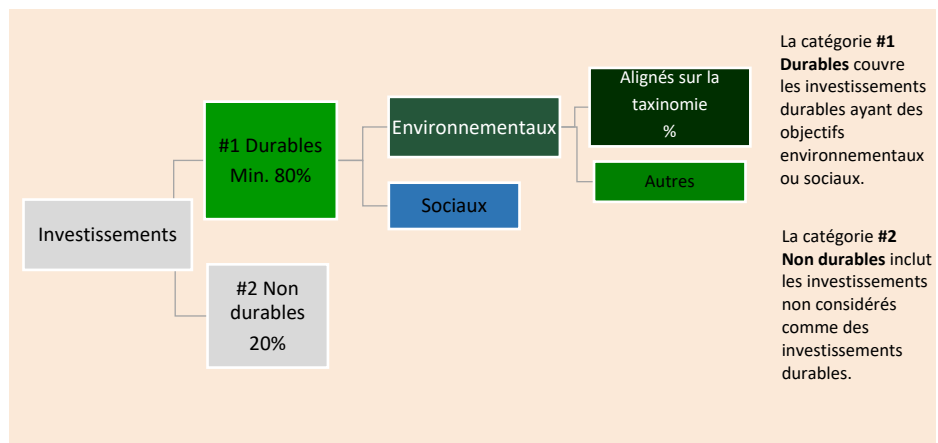 Investissements
#1 Durables
Min. 80%
#2 Non
durables
20%
Environnementaux
Sociaux
Alignés sur la
taxinomie
%
Autres
La catégorie #1
Durables couvre
les investissements
durables ayant des
objectifs
environnementaux
ou sociaux.
La catégorie #2
Non durables inclut
les investissements
non considérés
comme des
investissements
durables.